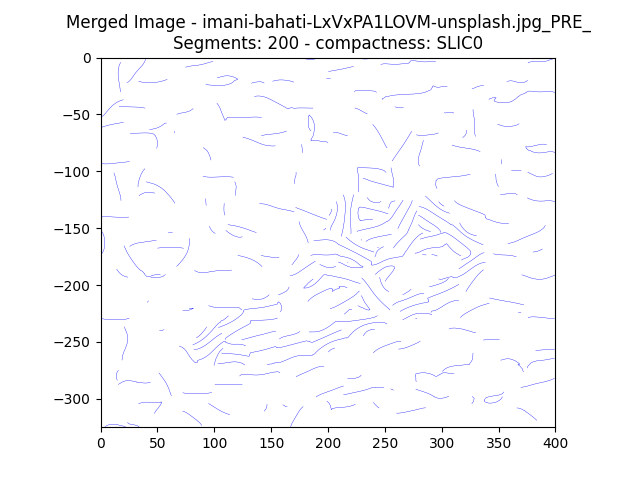 Merged Image - imani-bahati-LxVxPA1LOVM-unsplash.jpg_PRE_
Segments: 200 - compactness: SLIC0
0
−50
−100
−150
−200
−250
−300
0 50 100 150 200 250 300 350 400